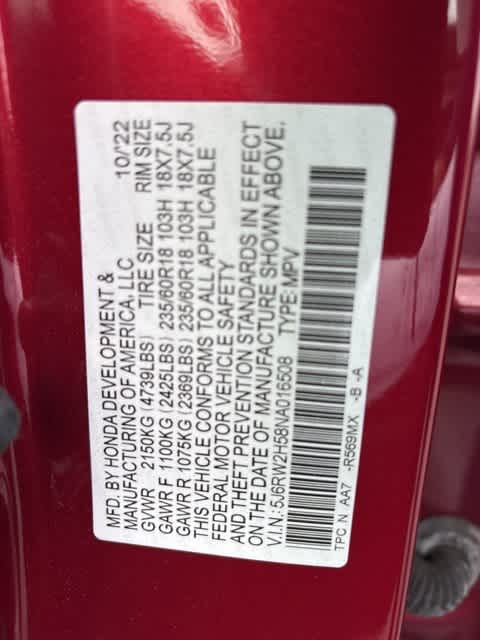 MFD. BY HONDA DEVELOPMENT &
MANUFACTURING OF AMERICA, LLC 10/'22
GVWR 2150KG (4739LBS) TIRE SIZE RIM SIZE
GAWR F 1100KG (2425LBS) 235/60R18 103H 18X7.5J
GAWR R 1075KG (2369LBS) 235/60R18 103H 18X7.5J
THIS VEHICLE CONFORMS TO ALL APPLICABLE
FEDERAL MOTOR VEHICLE SAFETY
AND THEFT PREVENTION STANDARDS IN EFFECT
ON THE DATE OF MANUFACTURE SHOWN ABOVE.
V.I.N.:5J6RW2H58NA016508 TYPE:MPV
TPC N AA7 -R569MX -B -A